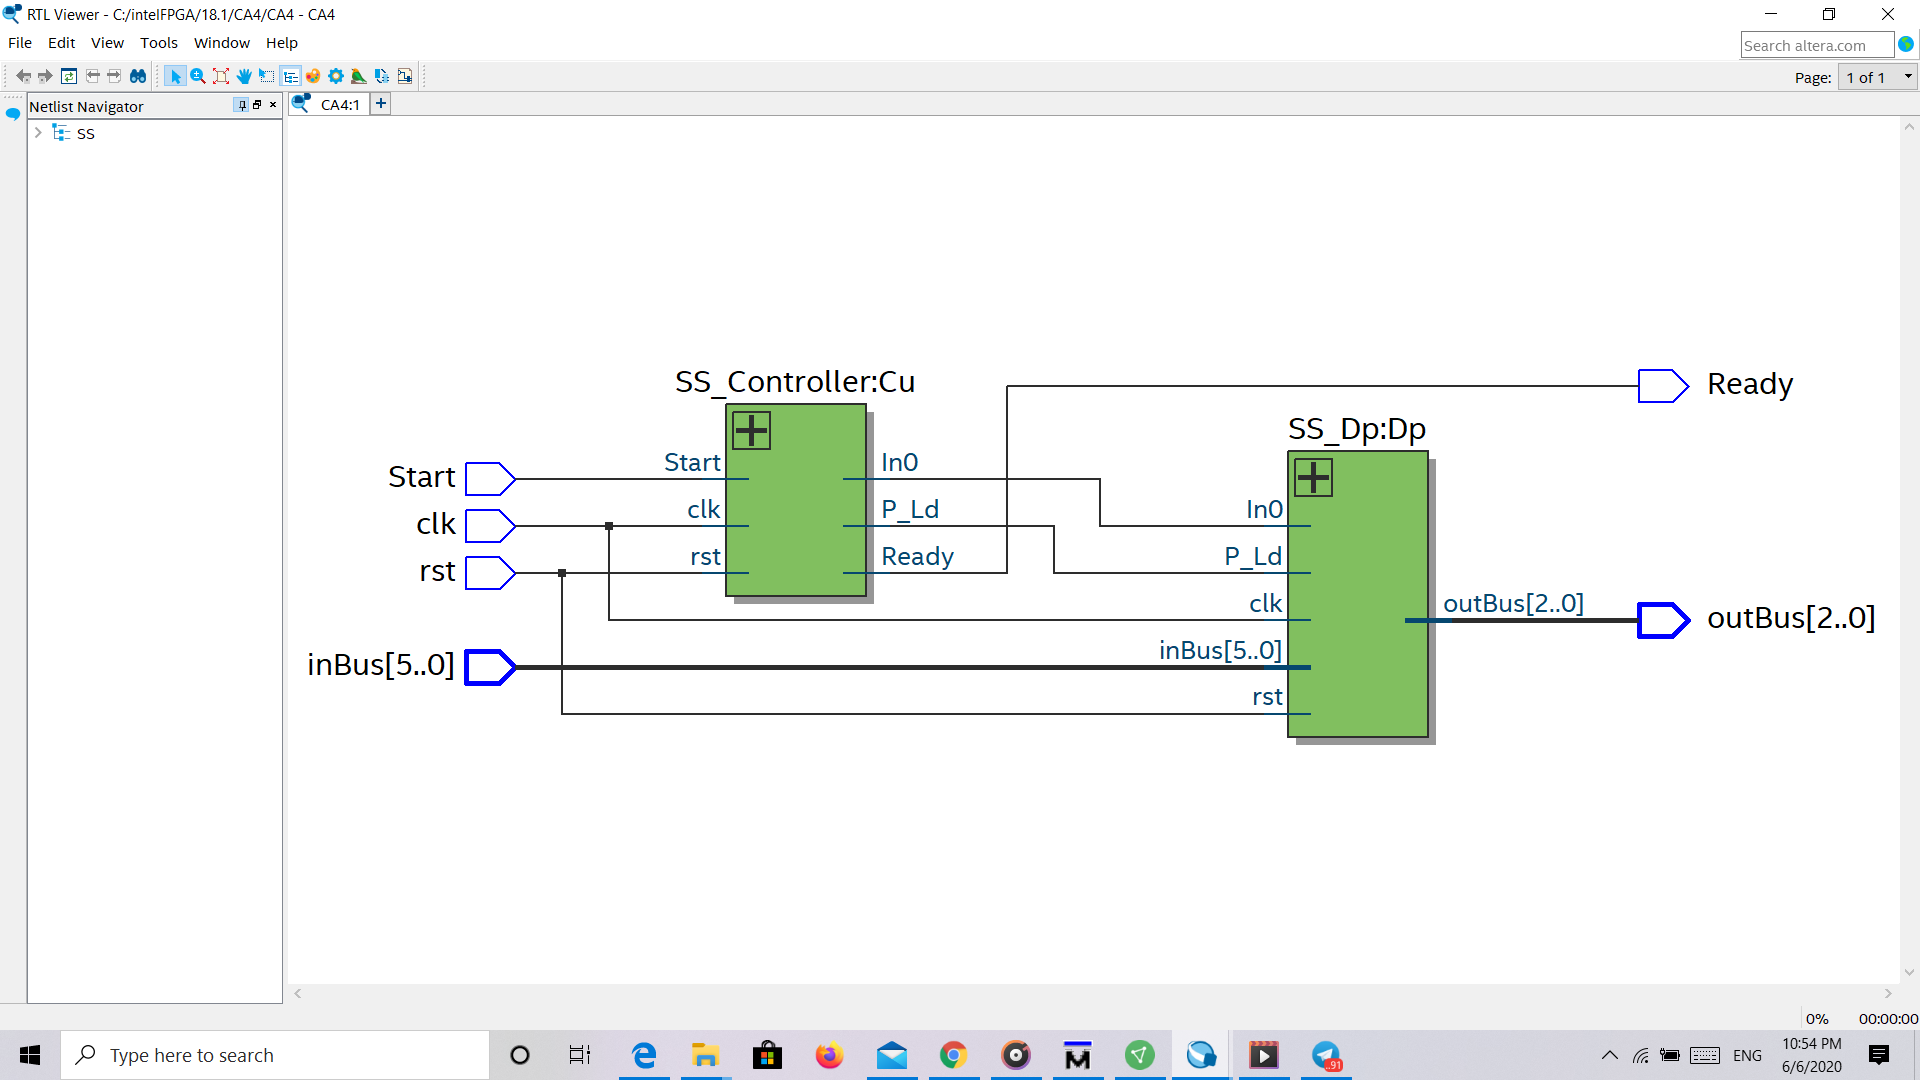 RTL Viewer - C:/intelFPGA/18.1/CA4/CA4 - CA4
File Edit View Tools Window Help
Search altera.com
Page: 1 of 1
Netlist Navigator
CA4:1
SS
SS_Controller:Cu
Ready
SS_Dp:Dp
Start
Start
In0
clk
clk
P_Ld
In0
rst
rst
Ready
P_Ld
clk
outBus[2..0]
outBus[2..0]
inBus[5..0]
inBus[5..0]
rst
0% 00:00:00
Type here to search
91
ENG
10:54 PM
6/6/2020